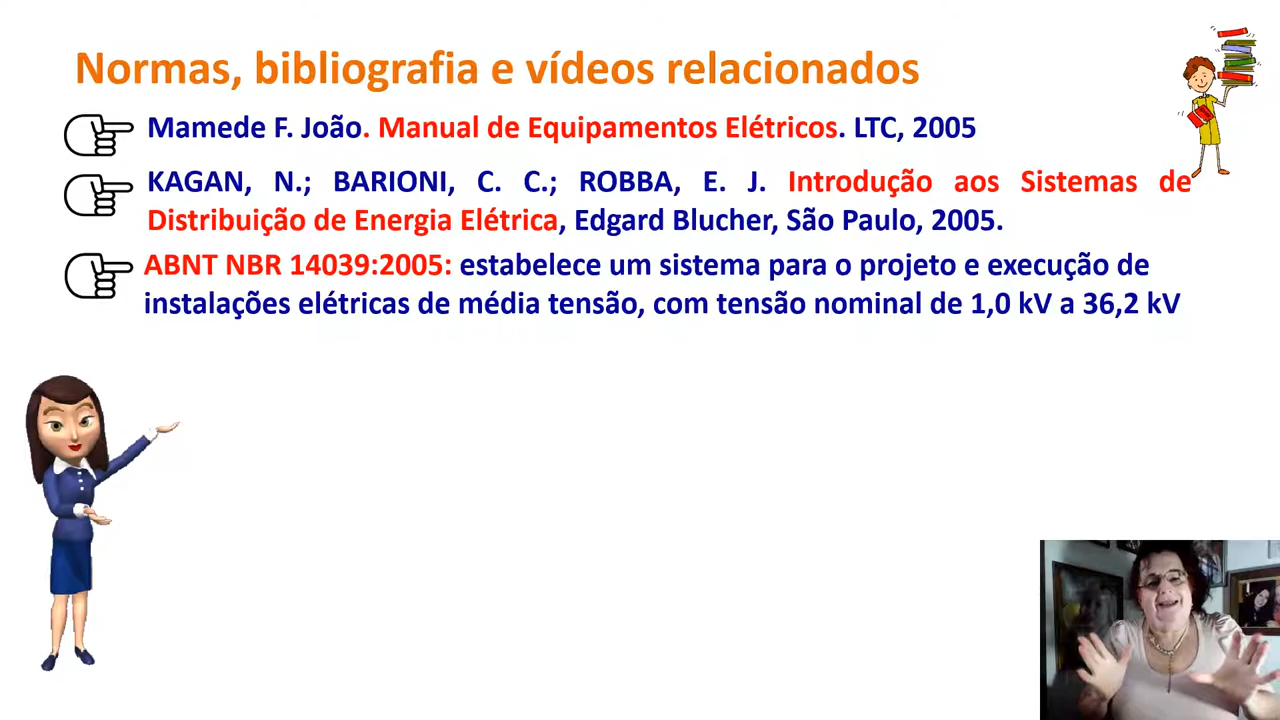 Normas, bibliografia e vídeos relacionados
Mamede F. João. Manual de Equipamentos Elétricos. LTC, 2005
KAGAN, N.; BARIONI, C. C.; ROBBA, E. J. Introdução aos Sistemas de
Distribuição de Energia Elétrica, Edgard Blucher, São Paulo, 2005.
ABNT NBR 14039:2005: estabelece um sistema para o projeto e execução de
instalações elétricas de média tensão, com tensão nominal de 1,0 kV a 36,2 kV